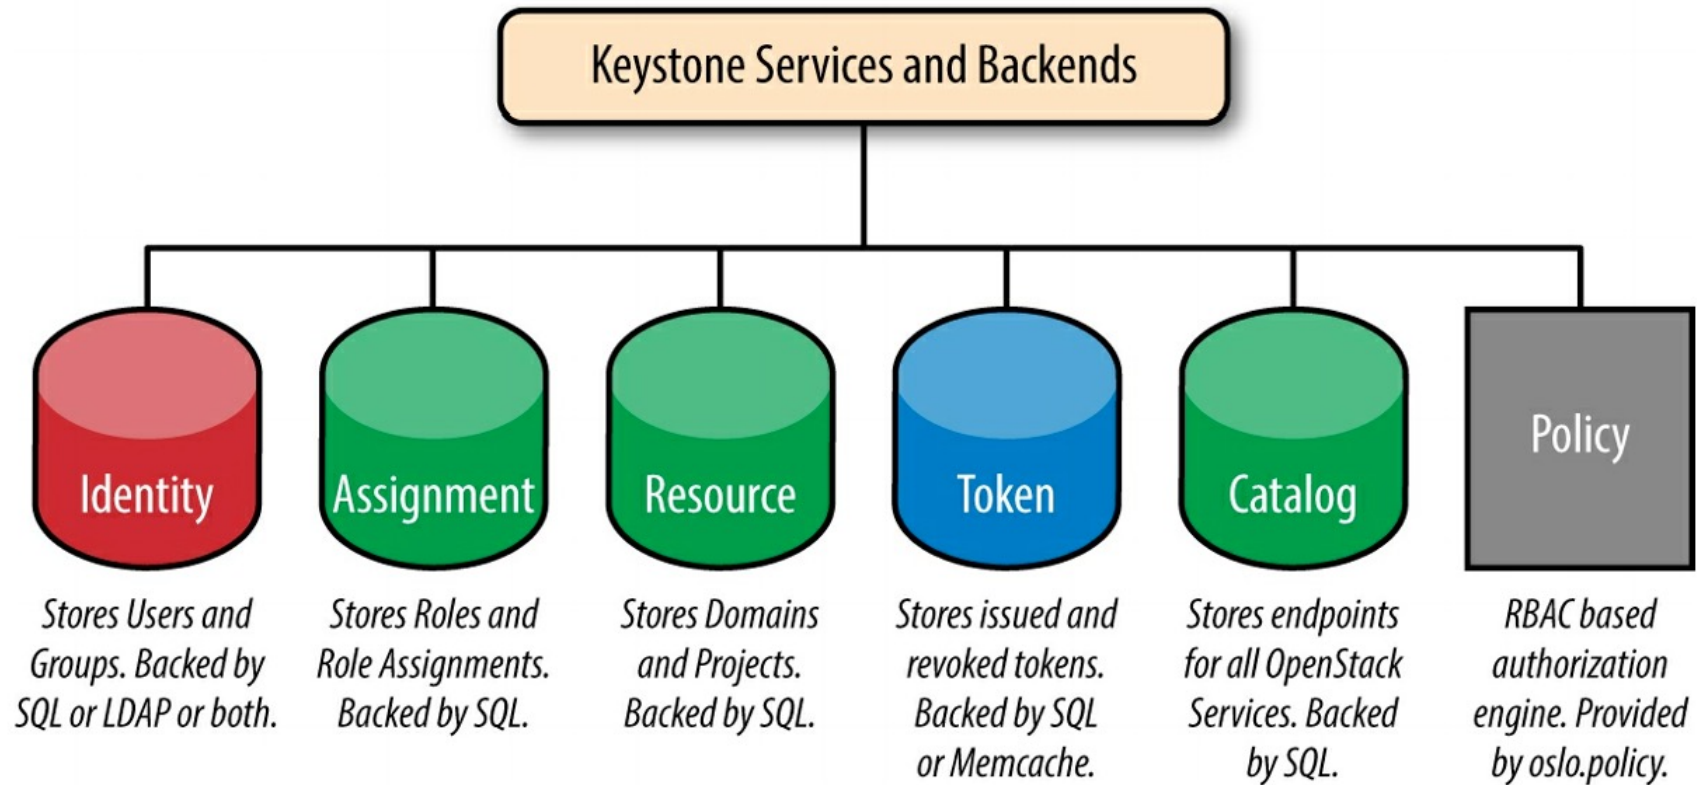 Keystone Services and Backends
Identity
Stores Users and
Groups. Backed by
SQL or LDAP or both.
Assignment
Stores Roles and
Role Assignments.
Backed by SQL.
Resource
Stores Domains
and Projects.
Backed by SQL.
Token
Stores issued and
revoked tokens.
Backed by SQL
or Memcache.
Catalog
Stores endpoints
for all OpenStack
Services. Backed
by SQL.
Policy
RBAC based
authorization
engine. Provided
by oslo.policy.